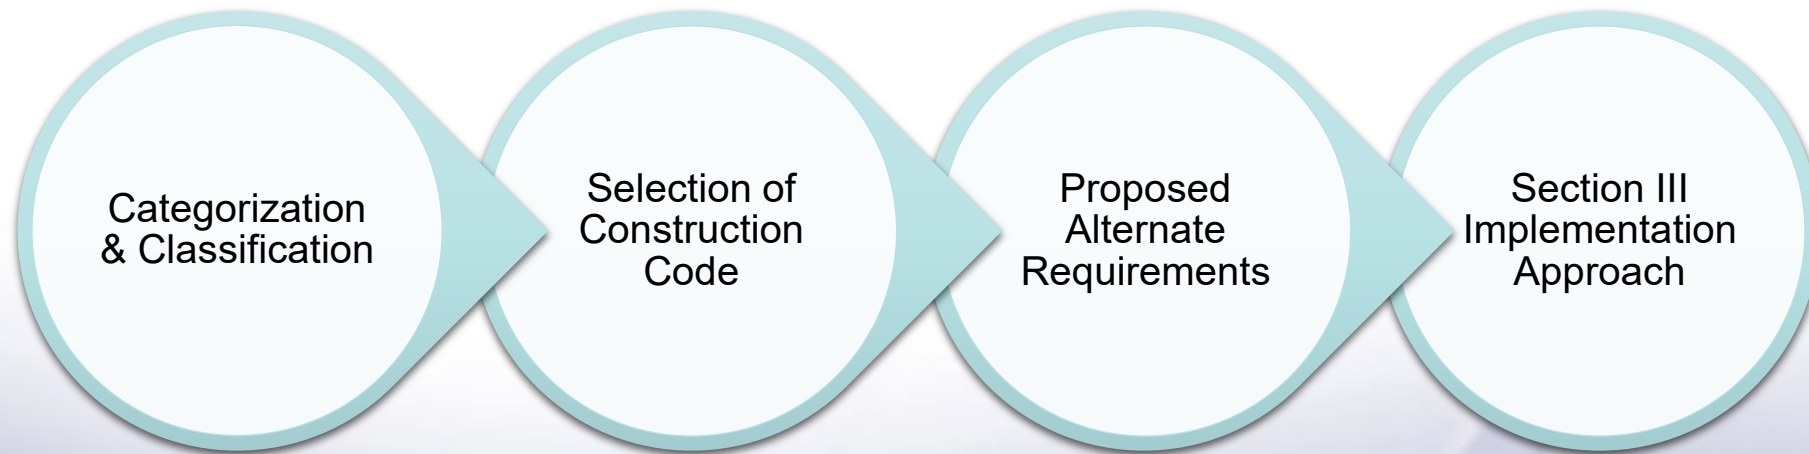 Categorization
& Classification
Selection of
Construction
Code
Proposed
Alternate
Requirements
Section III
Implementation
Approach